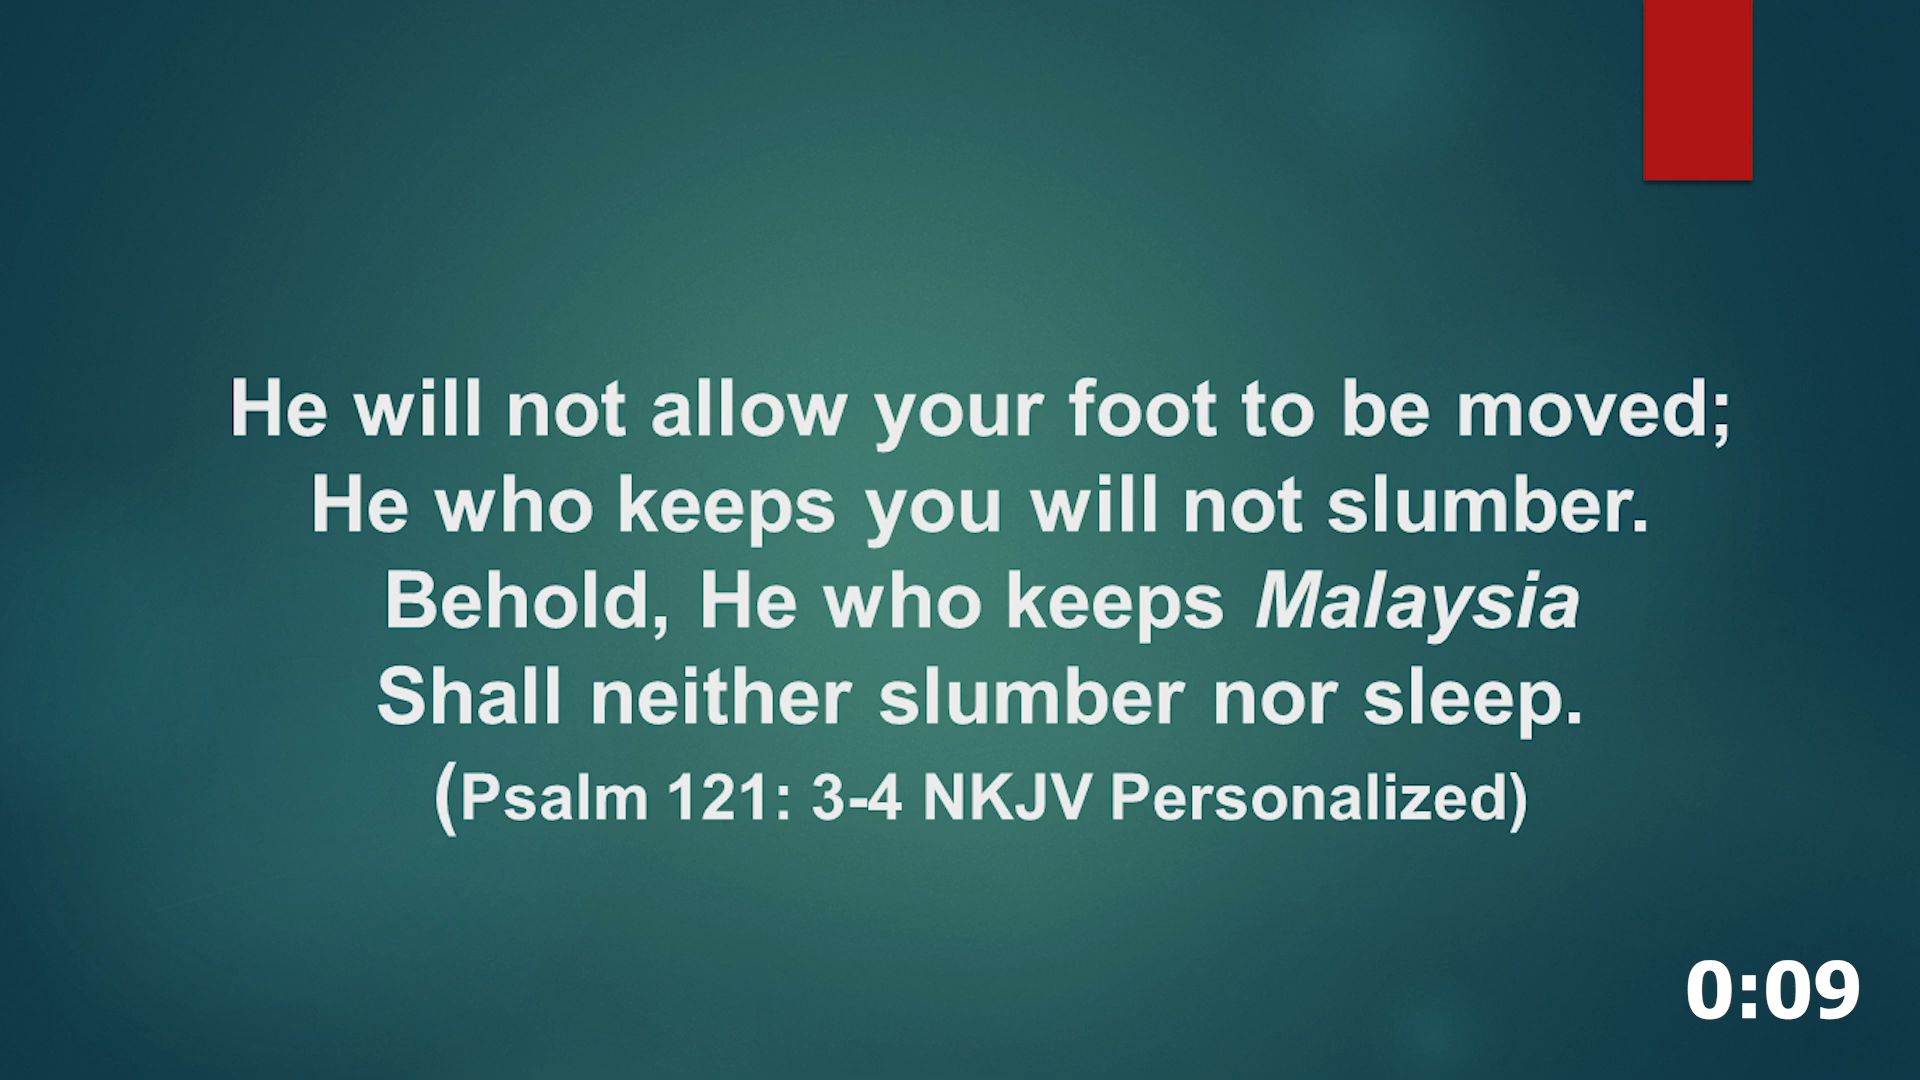 He will not allow your foot to be moved;
He who keeps you will not slumber.
Behold, He who keeps Malaysia
Shall neither slumber nor sleep.
(Psalm 121: 3-4 NKJV Personalized)
0:09